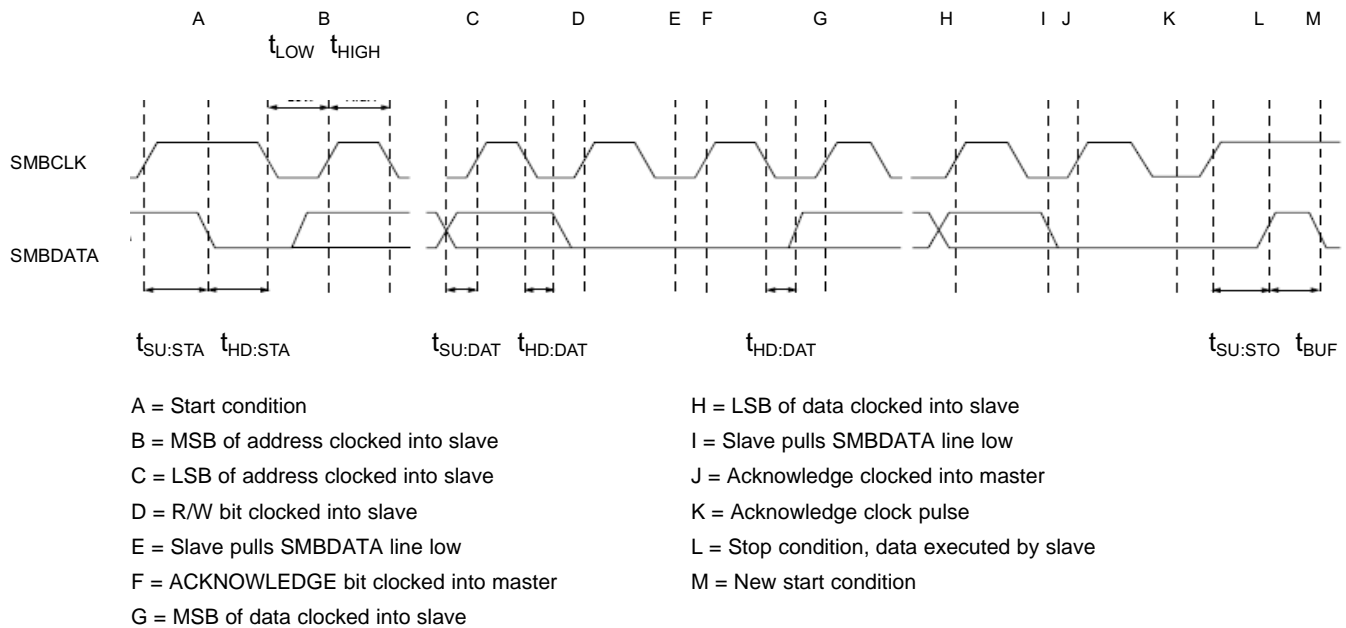 A B C D E F G H I J K L M
tLOW tHIGH
SMBCLK
SMBDATA
tSU:STA tHD:STA tSU:DAT tHD:DAT tHD:DAT tSU:STO tBUF
A = Start condition
B = MSB of address clocked into slave
C = LSB of address clocked into slave
D = R/W bit clocked into slave
E = Slave pulls SMBDATA line low
F = ACKNOWLEDGE bit clocked into master
G = MSB of data clocked into slave
H = LSB of data clocked into slave
I = Slave pulls SMBDATA line low
J = Acknowledge clocked into master
K = Acknowledge clock pulse
L = Stop condition, data executed by slave
M = New start condition